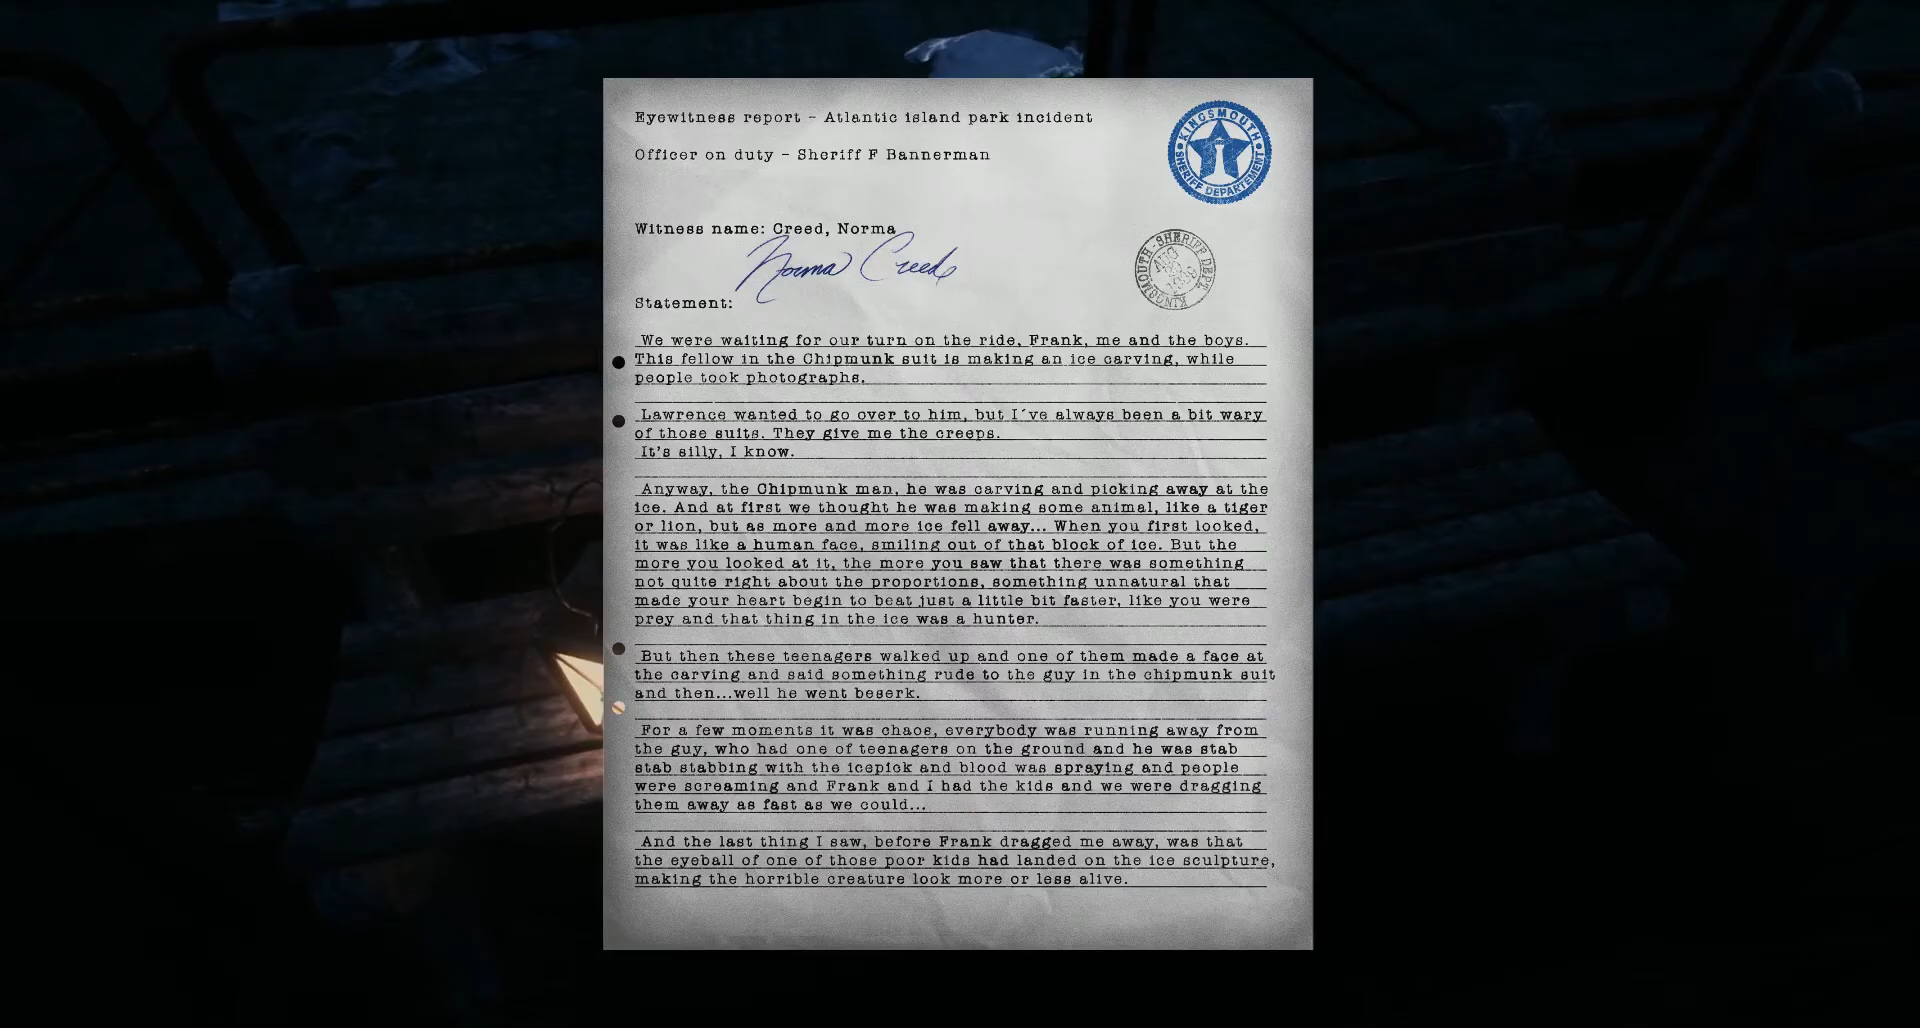 Eyewitness report - Atlantic island park incident
KINGSMOUTH
SHERIFF DEPARTEMENT
Officer on duty - Sheriff F Bannerman
Witness name: Creed, Norma
Norma Creed
KINGSMOUTH - SHERIFF DEPT.
Statement:
We were waiting for our turn on the ride, Frank, me and the boys.
This fellow in the Chipmunk suit is making an ice carving, while
people took photographs.
Lawrence wanted to go over to him, but I´ve always been a bit wary
of those suits. They give me the creeps.
It's silly, I know.
Anyway, the Chipmunk man, he was carving and picking away at the
ice. And at first we thought he was making some animal, like a tiger
or lion, but as more and more ice fell away... When you first looked,
it was like a human face, smiling out of that block of ice. But the
more you looked at it, the more you saw that there was something
not quite right about the proportions, something unnatural that
made your heart begin to beat just a little bit faster, like you were
prey and that thing in the ice was a hunter.
But then these teenagers walked up and one of them made a face at
the carving and said something rude to the guy in the chipmunk suit
and then...well he went beserk.
For a few moments it was chaos, everybody was running away from
the guy, who had one of teenagers on the ground and he was stab
stab stabbing with the icepick and blood was spraying and people
were screaming and Frank and I had the kids and we were dragging
them away as fast as we could...
And the last thing I saw, before Frank dragged me away, was that
the eyeball of one of those poor kids had landed on the ice sculpture,
making the horrible creature look more or less alive.